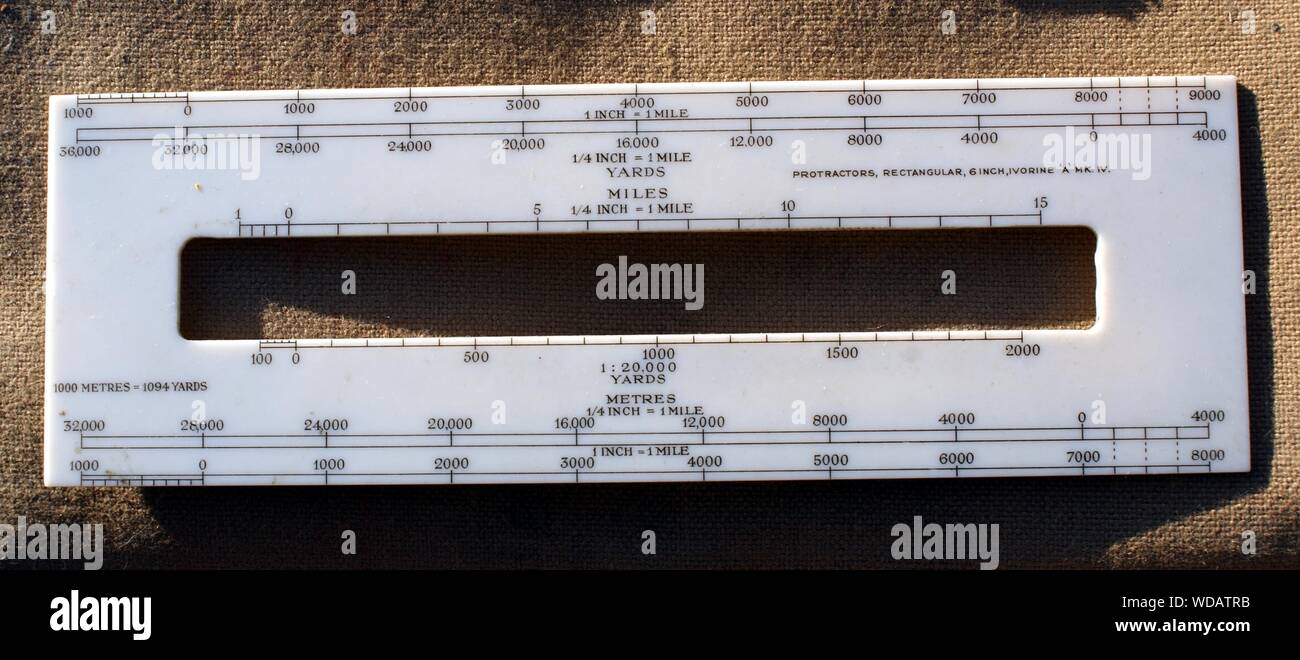 1000 0 1000 2000 3000 4000 5000 6000 7000 8000 9000
1 INCH = 1 MILE
36,000 32,000 28,000 24,000 20,000 16,000 12,000 8000 4000 0 4000
1/4 INCH = 1 MILE
YARDS
PROTRACTORS, RECTANGULAR, 6 INCH, IVORINE 'A' MK. IV.
MILES
1 0 5 1/4 INCH = 1 MILE 10 15
alamy
100 0 500 1000 1500 2000
1 : 20,000
YARDS
1000 METRES = 1094 YARDS
METRES
1/4 INCH = 1 MILE
32,000 28,000 24,000 20,000 16,000 12,000 8000 4000 0 4000
1 INCH = 1 MILE
1000 0 1000 2000 3000 4000 5000 6000 7000 8000
a alamy
alamy
Image ID: WDATRB
www.alamy.com